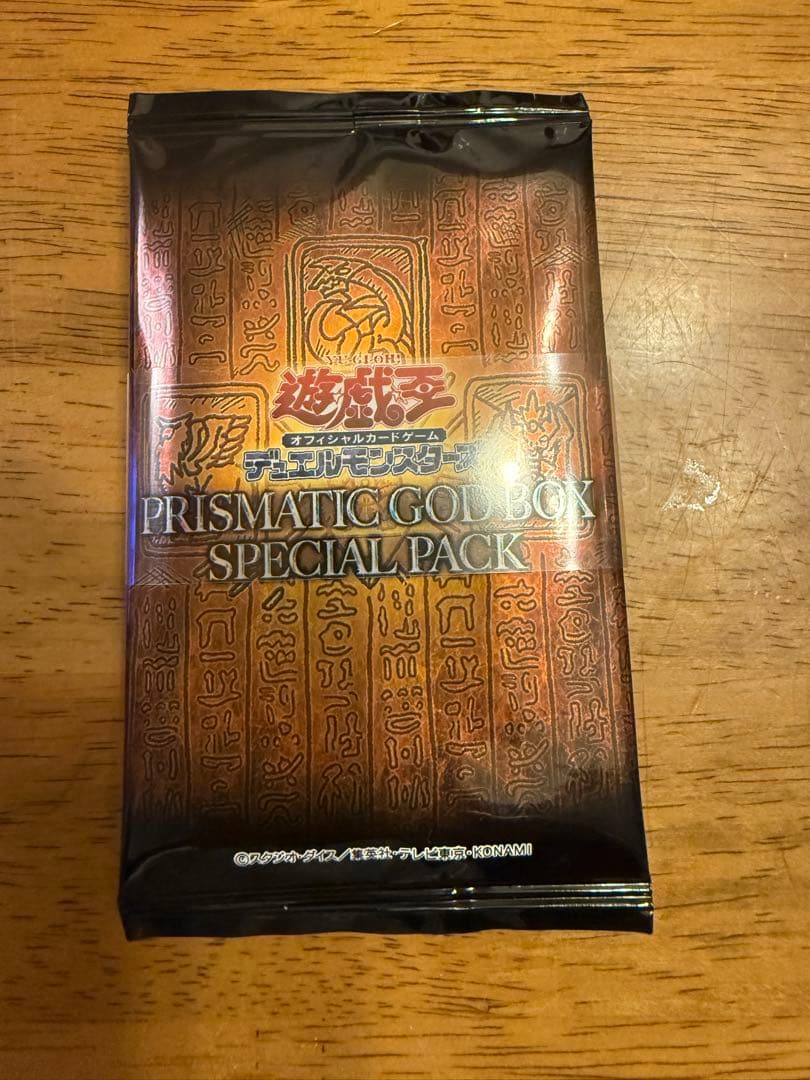 YU-GI-OH!
遊戯王
オフィシャルカードゲーム
デュエルモンスターズ
PRISMATIC GOD BOX
SPECIAL PACK
©スタジオ・ダイス／集英社・テレビ東京・KONAMI